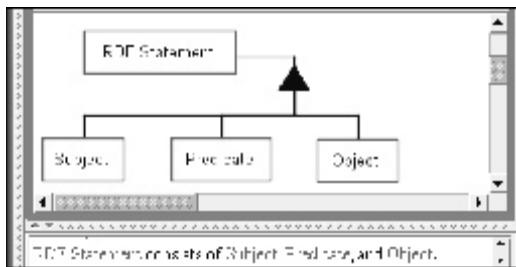 RDF Statement
Subject Predicate Object
RDF Statement consists of Subject, Predicate, and Object.